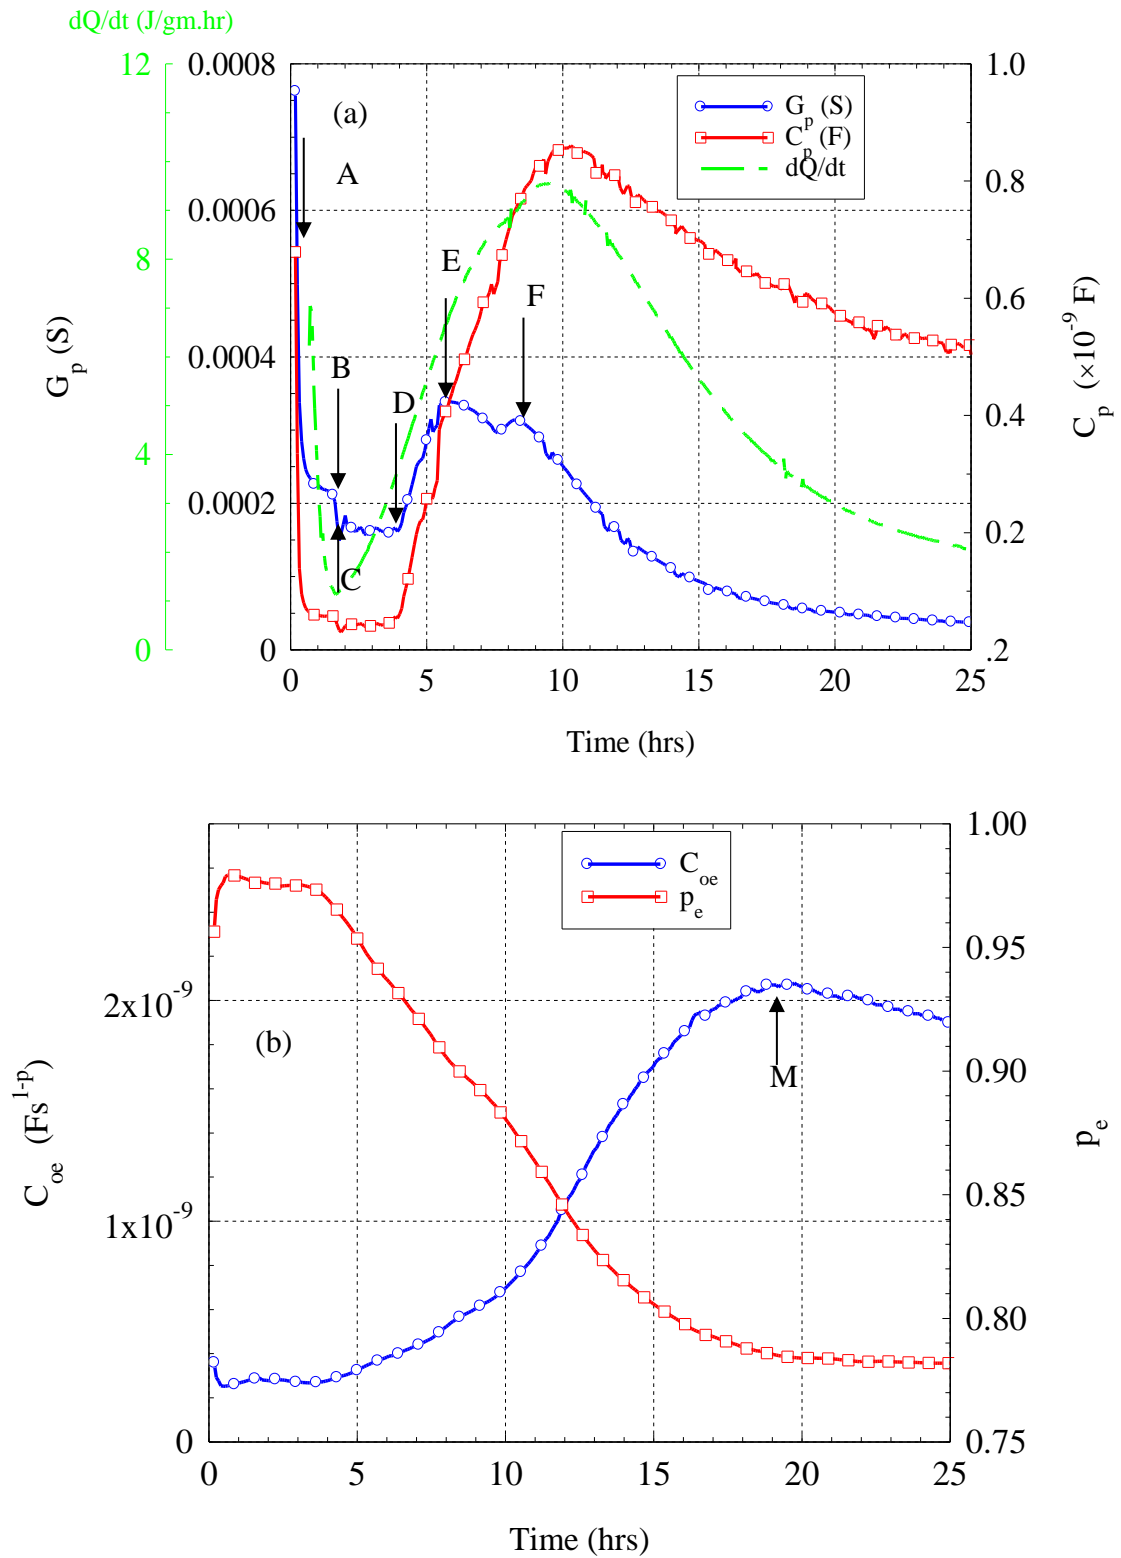 dQ/dt (J/gm.hr)
12
8
4
0
0.0008
0.0006
0.0004
0.0002
0
G_p (S)
(a)
A
B
C
D
E
F
G_p (S)
C_p (F)
dQ/dt
1.0
0.8
0.6
0.4
0.2
.2
C_p (×10⁻⁹ F)
0 5 10 15 20 25
Time (hrs)
C_oe (Fs^1-p)
2x10⁻⁹
1x10⁻⁹
0
(b)
C_oe
p_e
M
1.00
0.95
0.90
0.85
0.80
0.75
p_e
0 5 10 15 20 25
Time (hrs)